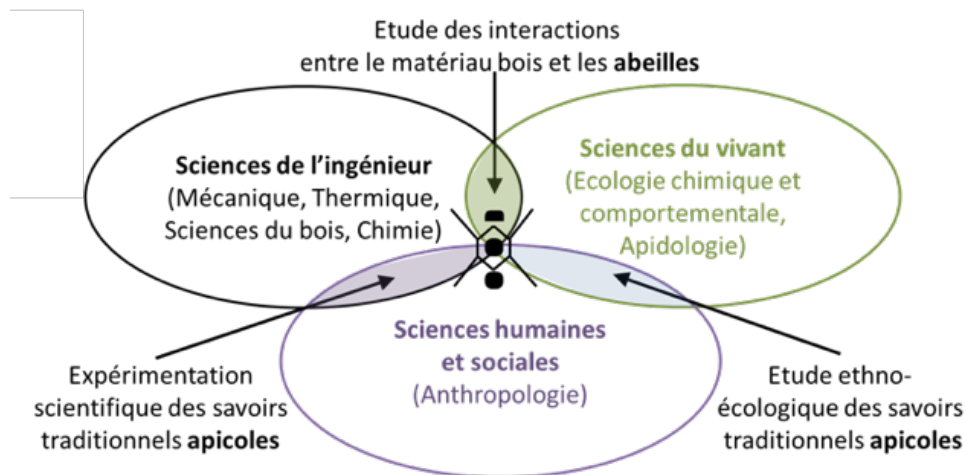 Etude des interactions
entre le matériau bois et les abeilles
Sciences de l'ingénieur
(Mécanique, Thermique,
Sciences du bois, Chimie)
Sciences du vivant
(Ecologie chimique et
comportementale,
Apidologie)
Sciences humaines
et sociales
(Anthropologie)
Expérimentation
scientifique des savoirs
traditionnels apicoles
Etude ethno-
écologique des savoirs
traditionnels apicoles